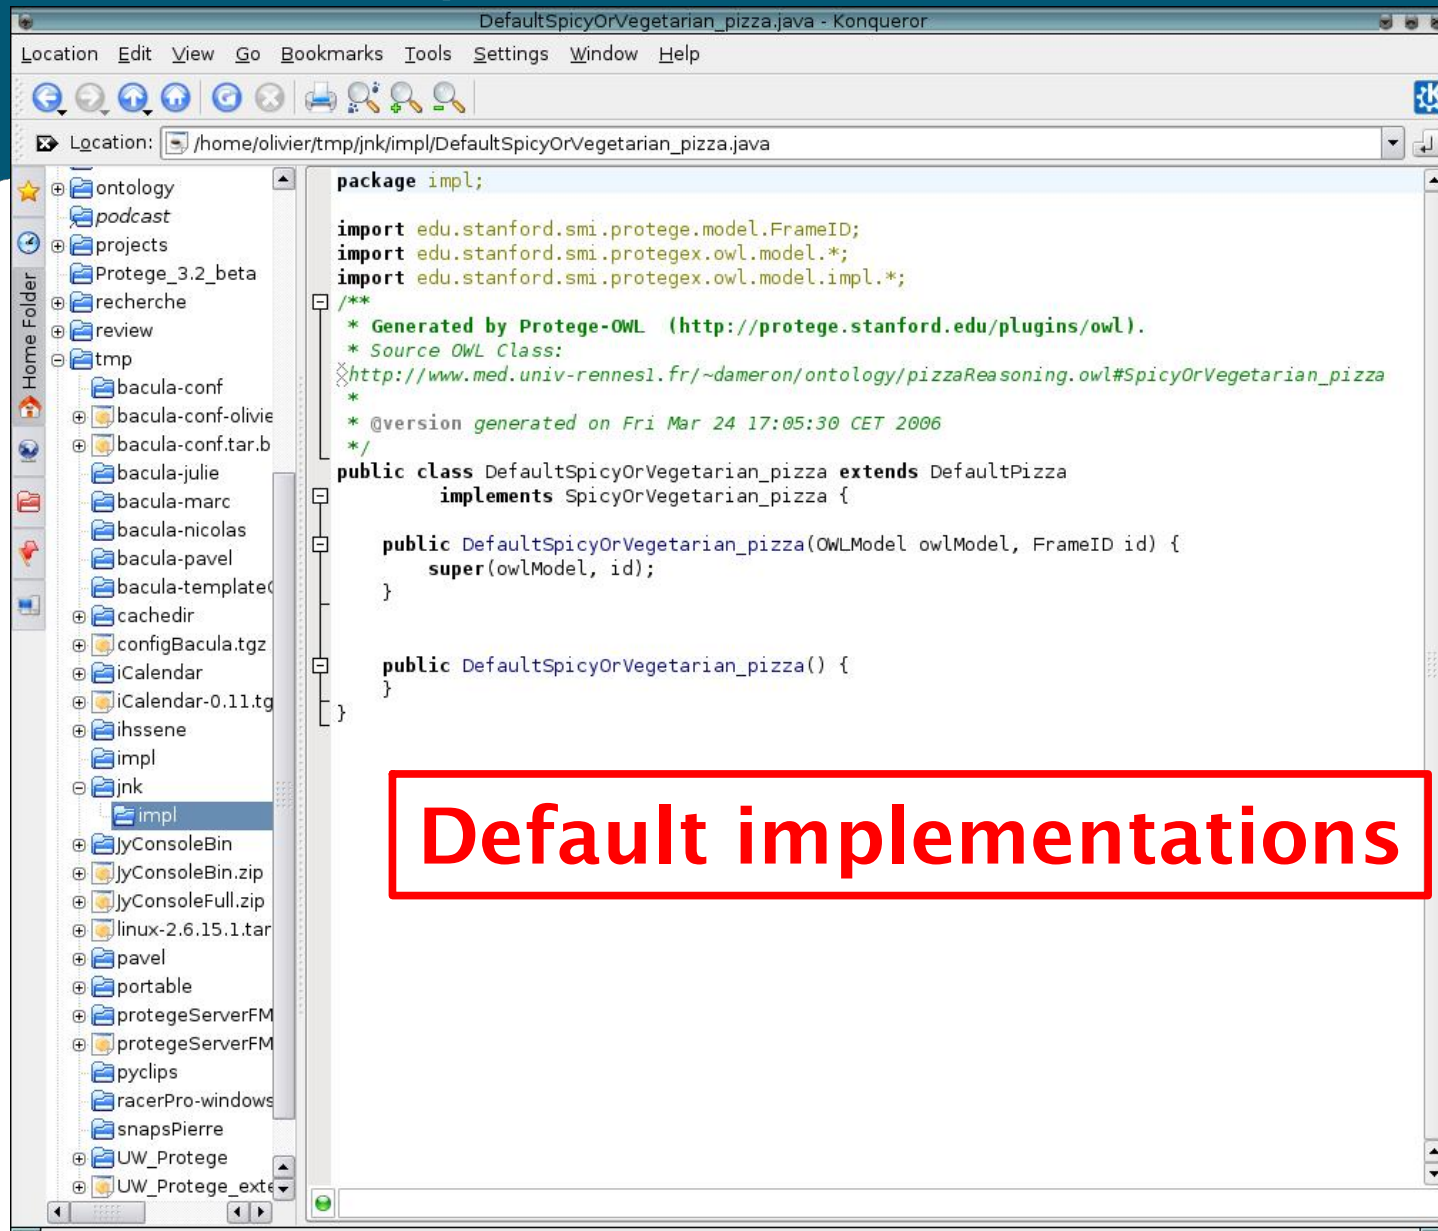 DefaultSpicyOrVegetarian_pizza.java - Konqueror
Location Edit View Go Bookmarks Tools Settings Window Help
Location: /home/olivier/tmp/jnk/impl/DefaultSpicyOrVegetarian_pizza.java
Home Folder
ontology
podcast
projects
Protege_3.2_beta
recherche
review
tmp
bacula-conf
bacula-conf-olivie
bacula-conf.tar.b
bacula-julie
bacula-marc
bacula-nicolas
bacula-pavel
bacula-template
cachedir
configBacula.tgz
iCalendar
iCalendar-0.11.tg
ihssene
impl
jnk
impl
JyConsoleBin
JyConsoleBin.zip
JyConsoleFull.zip
linux-2.6.15.1.tar
pavel
portable
protegeServerFM
protegeServerFM
pyclips
racerPro-windows
snapsPierre
UW_Protege
UW_Protege_exte
package impl;
import edu.stanford.smi.protege.model.FrameID;
import edu.stanford.smi.protegex.owl.model.*;
import edu.stanford.smi.protegex.owl.model.impl.*;
/**
* Generated by Protege-OWL (http://protege.stanford.edu/plugins/owl).
* Source OWL Class:
http://www.med.univ-rennes1.fr/~dameron/ontology/pizzaReasoning.owl#SpicyOrVegetarian_pizza
*
* @version generated on Fri Mar 24 17:05:30 CET 2006
*/
public class DefaultSpicyOrVegetarian_pizza extends DefaultPizza
implements SpicyOrVegetarian_pizza {
public DefaultSpicyOrVegetarian_pizza(OWLModel owlModel, FrameID id) {
super(owlModel, id);
}
public DefaultSpicyOrVegetarian_pizza() {
}
}
Default implementations